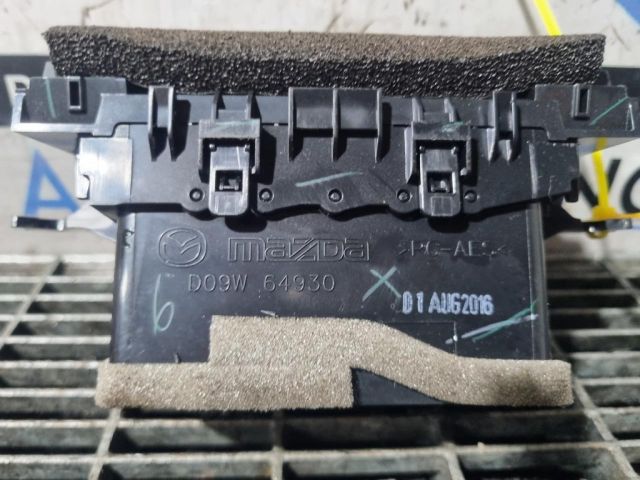 mazda >PC-ABS<
D09W 64930 X 01 AUG2016
6